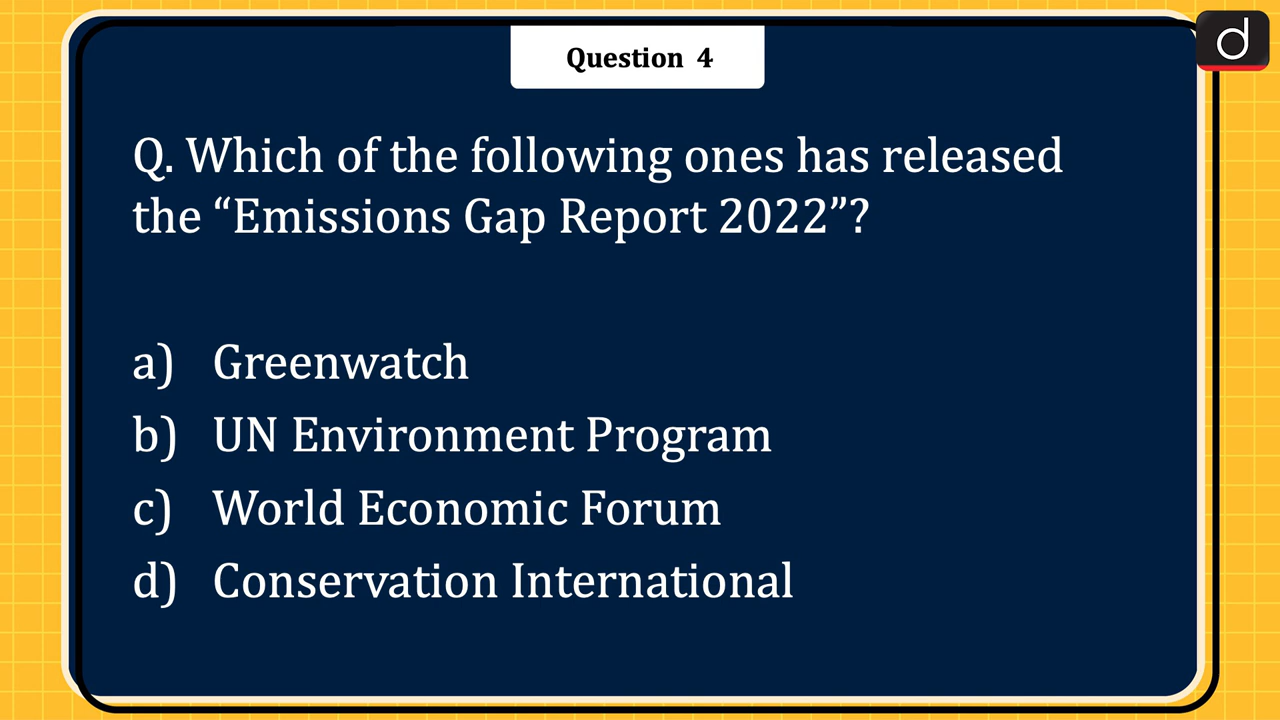 Question 4
d
Q. Which of the following ones has released
the “Emissions Gap Report 2022”?
a) Greenwatch
b) UN Environment Program
c) World Economic Forum
d) Conservation International